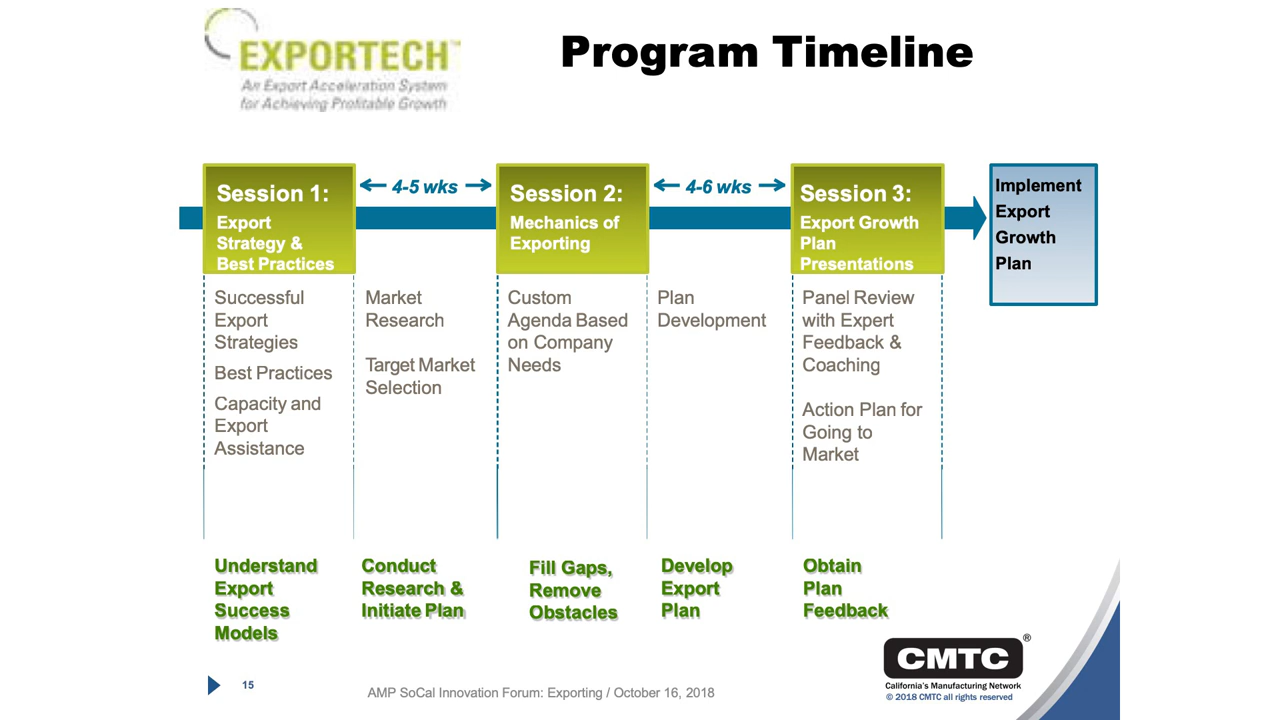 EXPORTECH™
An Export Acceleration System
for Achieving Profitable Growth
Program Timeline
Session 1:
Export
Strategy &
Best Practices
4-5 wks
Session 2:
Mechanics of
Exporting
4-6 wks
Session 3:
Export Growth
Plan
Presentations
Implement
Export
Growth
Plan
Successful
Export
Strategies
Best Practices
Capacity and
Export
Assistance
Market
Research
Target Market
Selection
Custom
Agenda Based
on Company
Needs
Plan
Development
Panel Review
with Expert
Feedback &
Coaching
Action Plan for
Going to
Market
Understand
Export
Success
Models
Conduct
Research &
Initiate Plan
Fill Gaps,
Remove
Obstacles
Develop
Export
Plan
Obtain
Plan
Feedback
CMTC®
California's Manufacturing Network
© 2018 CMTC all rights reserved
15
AMP SoCal Innovation Forum: Exporting / October 16, 2018